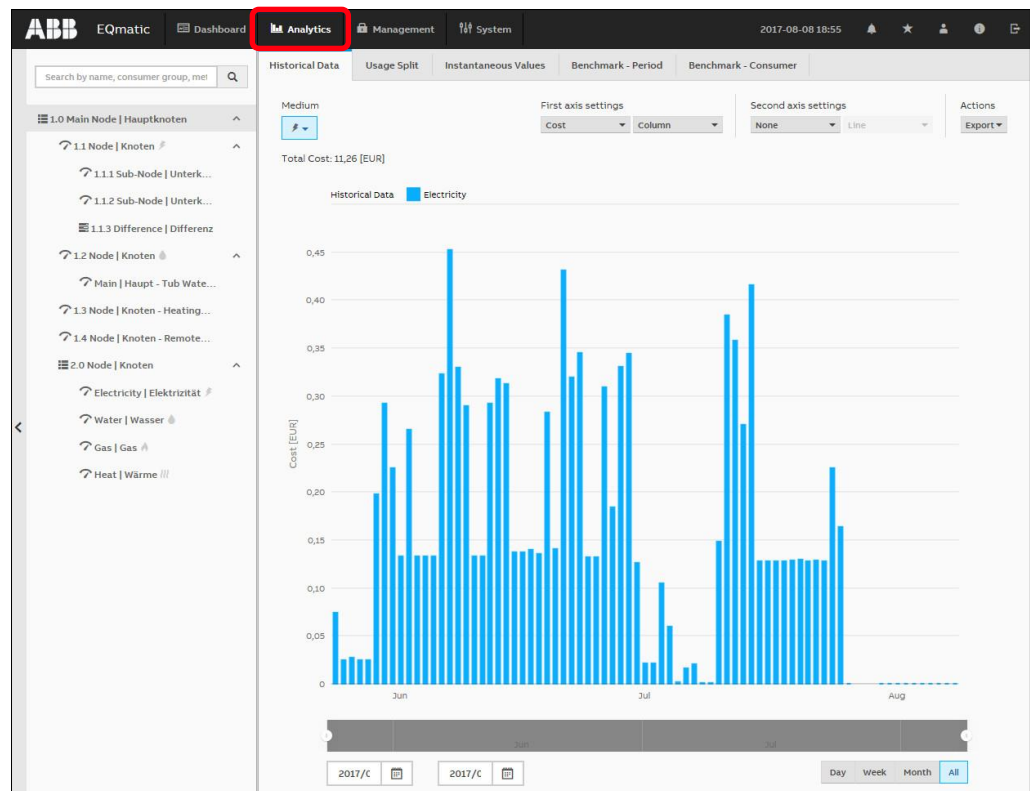 ABB EQmatic Dashboard Analytics Management System 2017-08-08 18:55
Search by name, consumer group, met
Historical Data Usage Split Instantaneous Values Benchmark - Period Benchmark - Consumer
Medium First axis settings Second axis settings Actions
Cost Column None Line Export
Total Cost: 11,26 [EUR]
1.0 Main Node | Hauptknoten
1.1 Node | Knoten
1.1.1 Sub-Node | Unterk...
1.1.2 Sub-Node | Unterk...
1.1.3 Difference | Differenz
1.2 Node | Knoten
Main | Haupt - Tub Wate...
1.3 Node | Knoten - Heating...
1.4 Node | Knoten - Remote...
2.0 Node | Knoten
Electricity | Elektrizität
Water | Wasser
Gas | Gas
Heat | Wärme
Historical Data Electricity
Cost [EUR]
0,45
0,40
0,35
0,30
0,25
0,20
0,15
0,10
0,05
0
Jun Jul Aug
Jun Jul
2017/0 2017/0 Day Week Month All